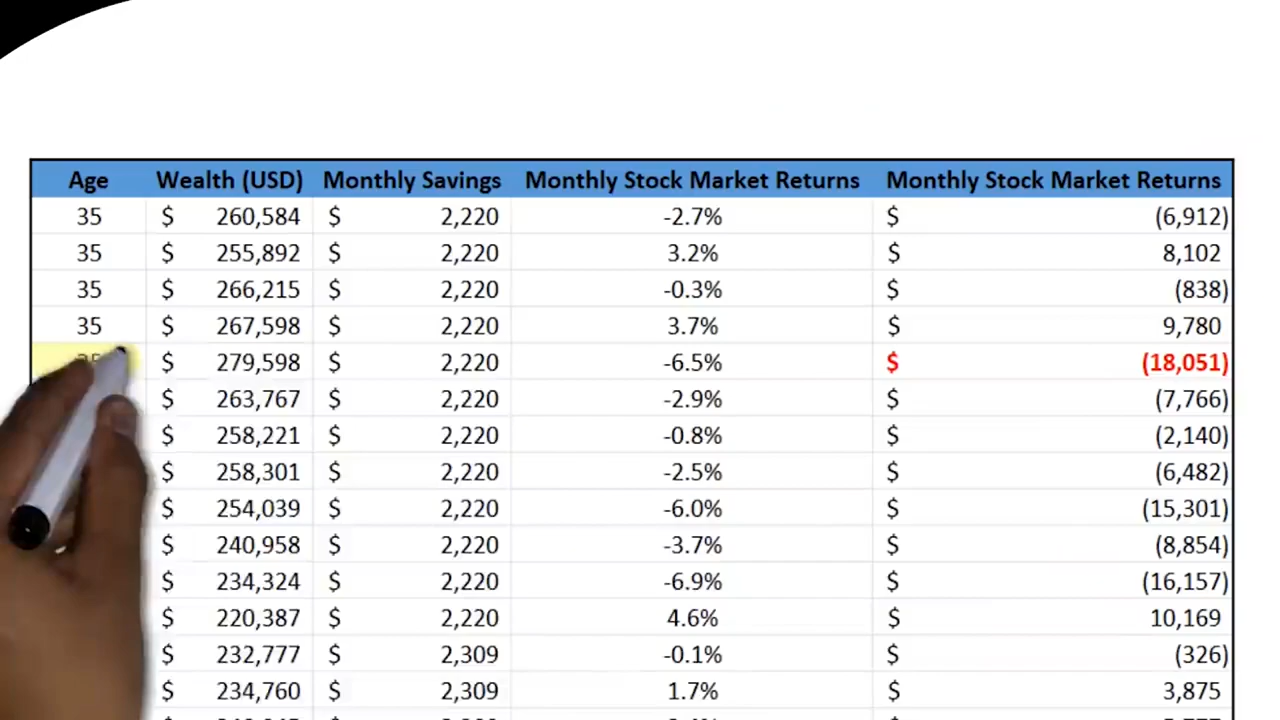 Age Wealth (USD) Monthly Savings Monthly Stock Market Returns Monthly Stock Market Returns
35 $ 260,584 $ 2,220 -2.7% $ (6,912)
35 $ 255,892 $ 2,220 3.2% $ 8,102
35 $ 266,215 $ 2,220 -0.3% $ (838)
35 $ 267,598 $ 2,220 3.7% $ 9,780
$ 279,598 $ 2,220 -6.5% $ (18,051)
$ 263,767 $ 2,220 -2.9% $ (7,766)
$ 258,221 $ 2,220 -0.8% $ (2,140)
$ 258,301 $ 2,220 -2.5% $ (6,482)
$ 254,039 $ 2,220 -6.0% $ (15,301)
$ 240,958 $ 2,220 -3.7% $ (8,854)
$ 234,324 $ 2,220 -6.9% $ (16,157)
$ 220,387 $ 2,220 4.6% $ 10,169
$ 232,777 $ 2,309 -0.1% $ (326)
$ 234,760 $ 2,309 1.7% $ 3,875